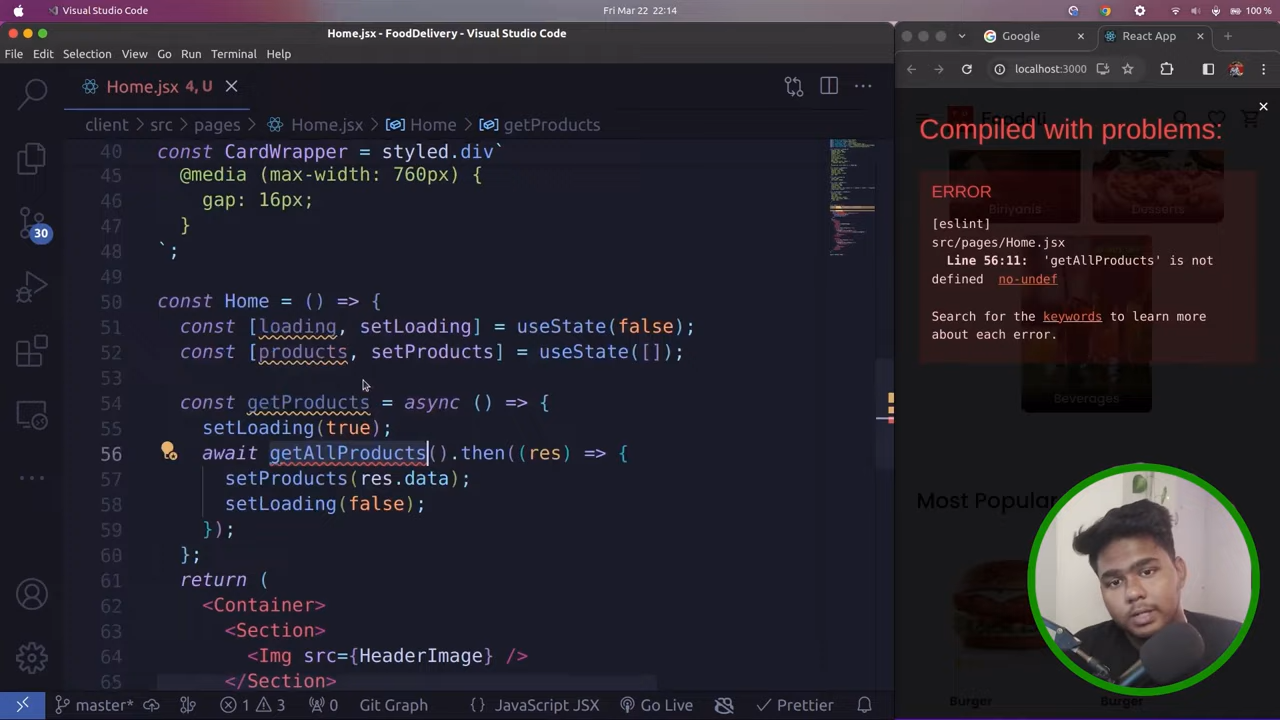 Visual Studio Code
Fri Mar 22 22:14
100 %
Home.jsx - FoodDelivery - Visual Studio Code
File Edit Selection View Go Run Terminal Help
Home.jsx 4, U
client > src > pages > Home.jsx > Home > getProducts
40 const CardWrapper = styled.div`
45 @media (max-width: 760px) {
46 gap: 16px;
47 }
48 `;
49
50 const Home = () => {
51 const [loading, setLoading] = useState(false);
52 const [products, setProducts] = useState([]);
53
54 const getProducts = async () => {
55 setLoading(true);
56 await getAllProducts().then((res) => {
57 setProducts(res.data);
58 setLoading(false);
59 });
60 };
61 return (
62 <Container>
63 <Section>
64 <Img src={HeaderImage} />
65 </Section>
30
master* 1 3 0 Git Graph { } JavaScript JSX Go Live Prettier
Google
React App
localhost:3000
Compiled with problems:
ERROR
[eslint]
src/pages/Home.jsx
Line 56:11: 'getAllProducts' is not
defined no-undef
Search for the keywords to learn more
about each error.
Biriyanis
Desserts
Beverages
Most Popular
Burger
Burger